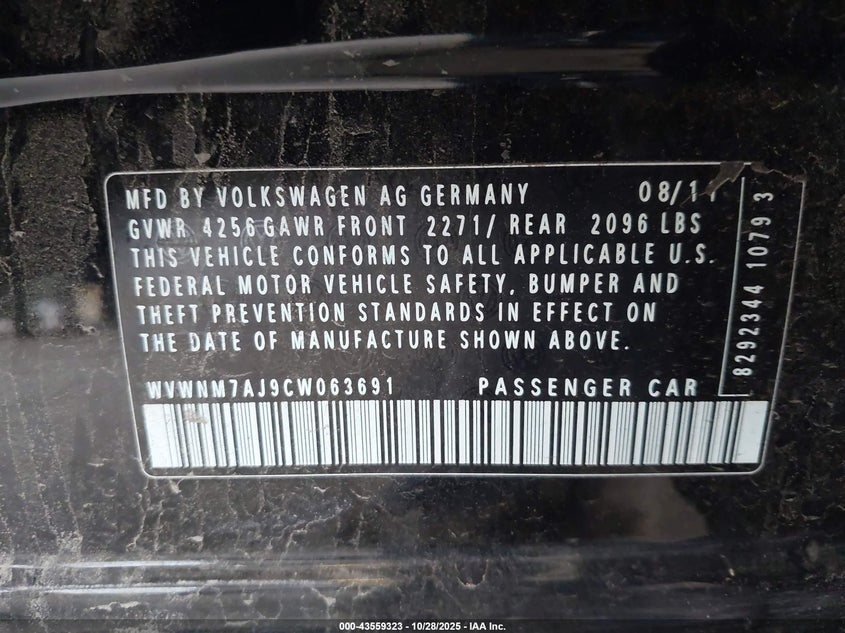 MFD BY VOLKSWAGEN AG GERMANY 08/11
GVWR 4256 GAWR FRONT 2271/ REAR 2096 LBS
THIS VEHICLE CONFORMS TO ALL APPLICABLE U.S.
FEDERAL MOTOR VEHICLE SAFETY, BUMPER AND
THEFT PREVENTION STANDARDS IN EFFECT ON
THE DATE OF MANUFACTURE SHOWN ABOVE.
WVWNM7AJ9CW063691 PASSENGER CAR
8292344 1079 3
000-43559323 - 10/28/2025 - IAA Inc.